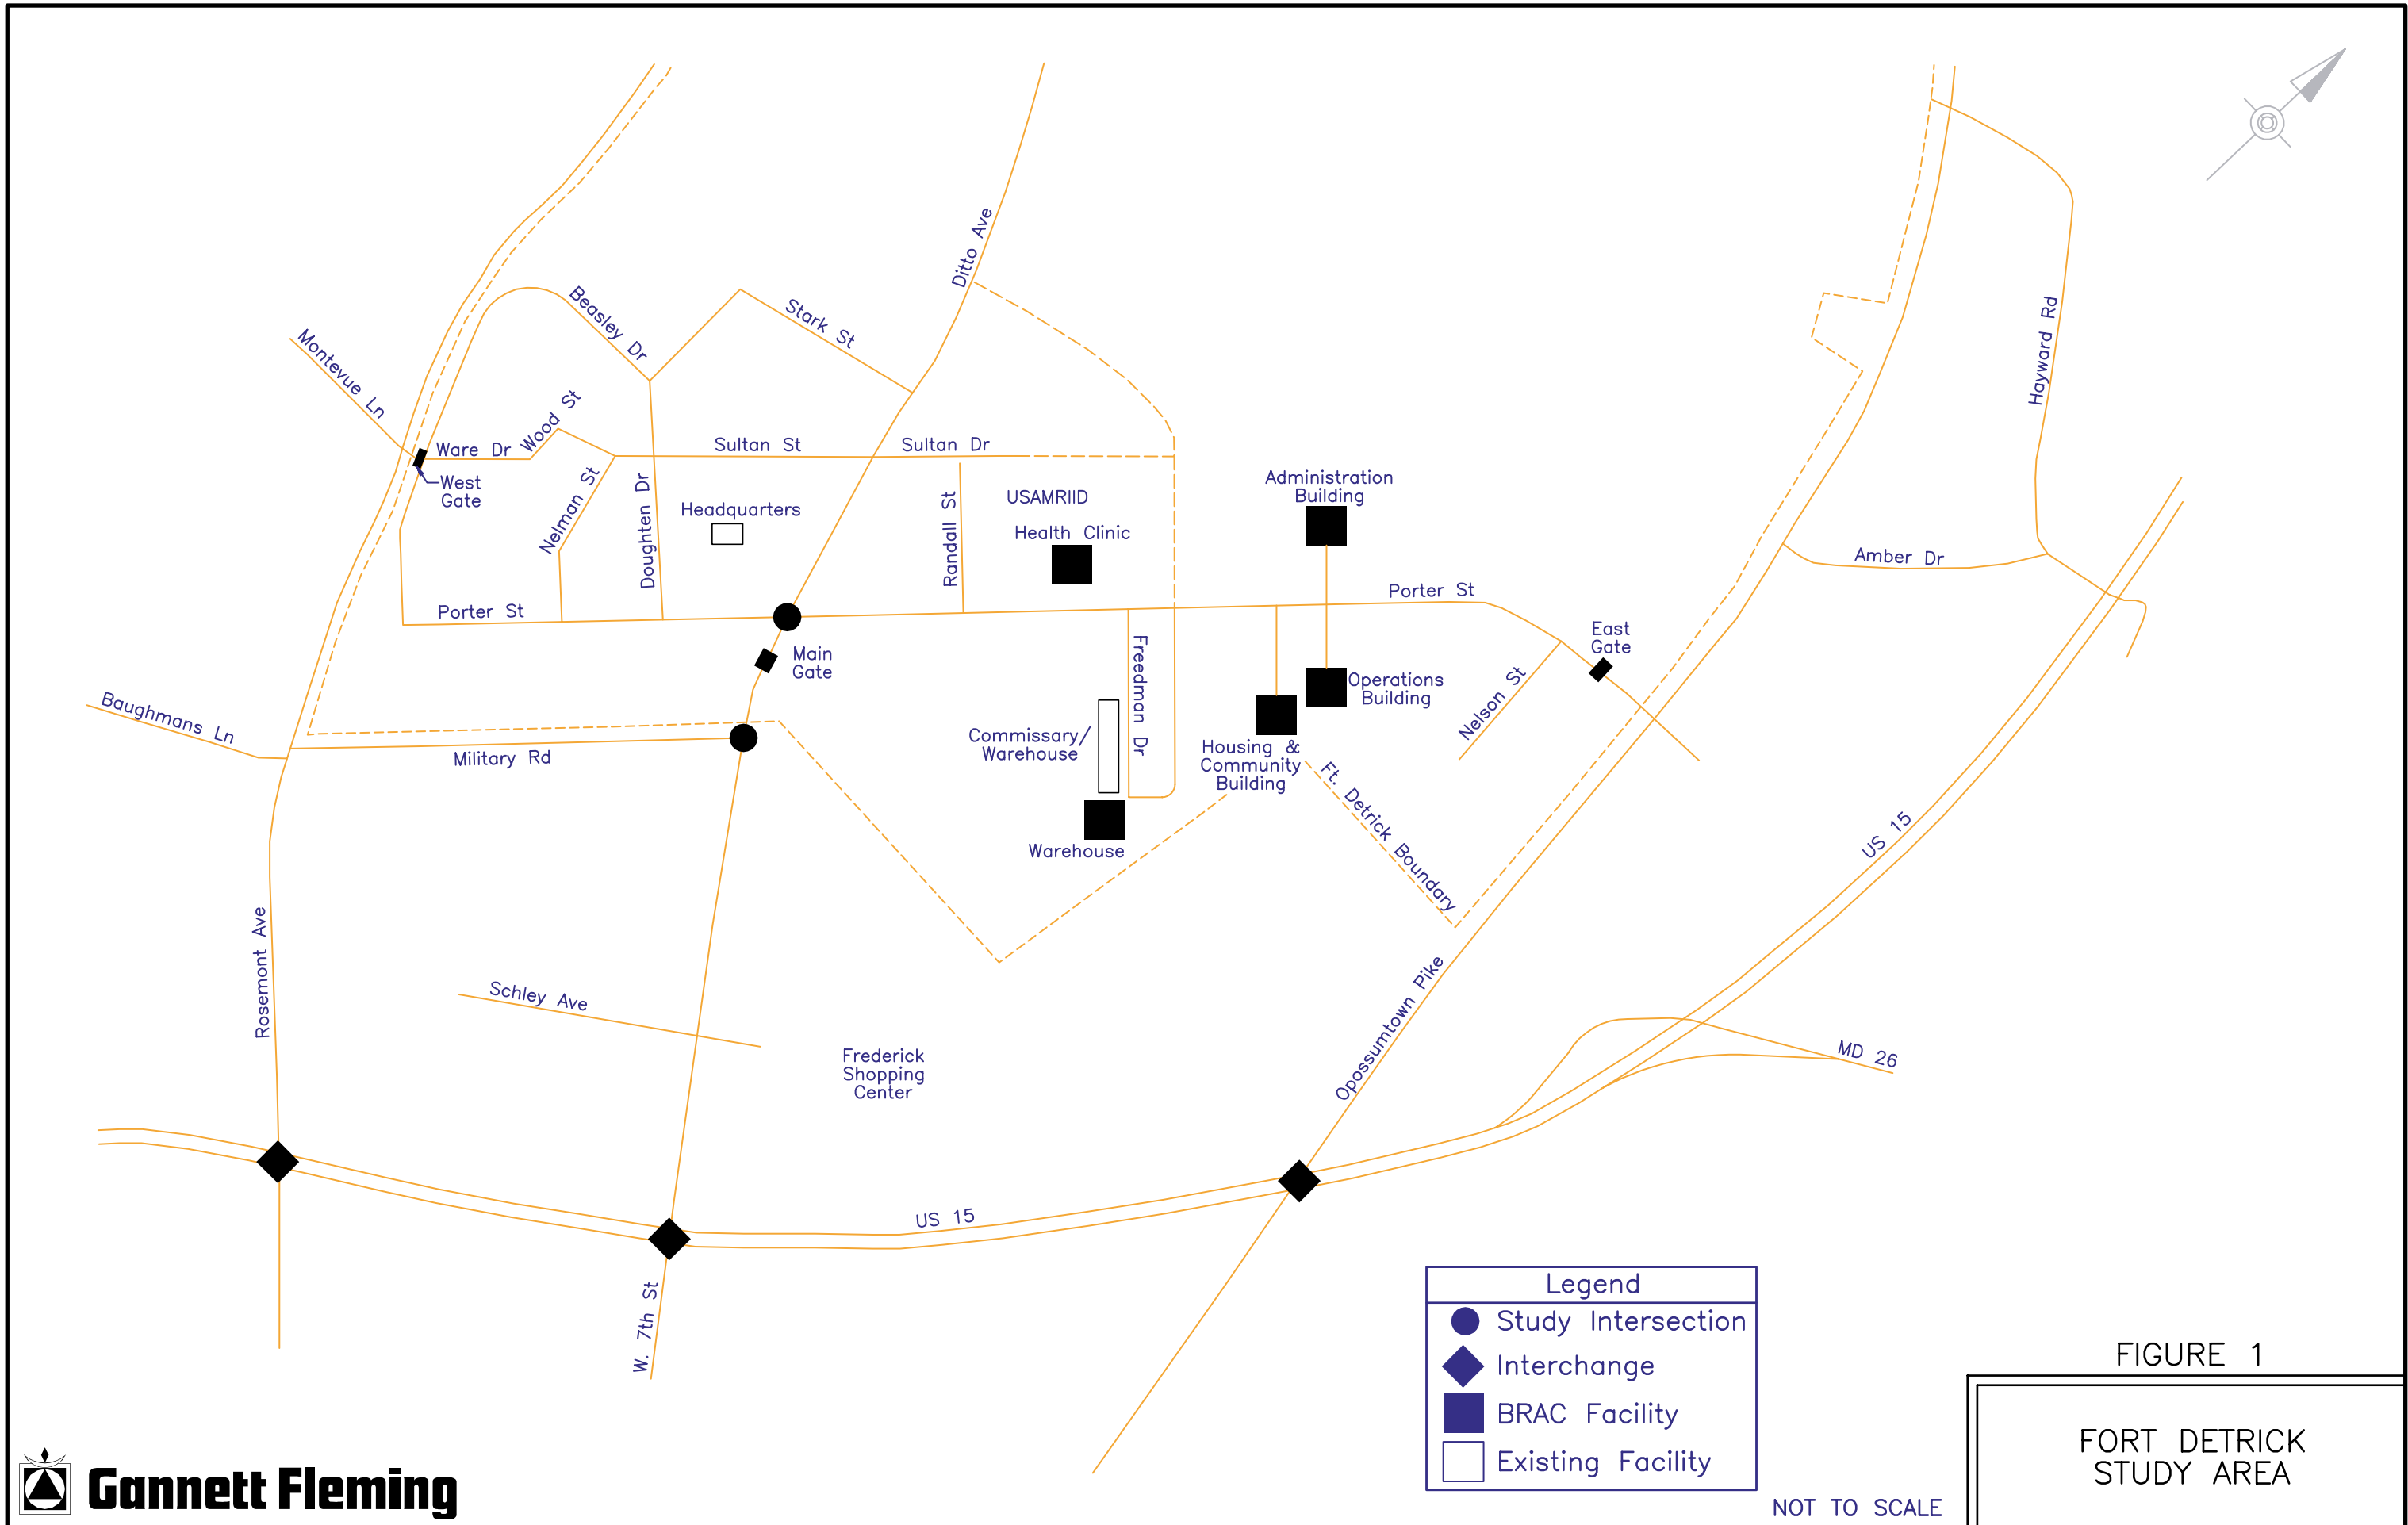 Ditto Ave
Beasley Dr
Stark St
Montevue Ln
Hayward Rd
Ware Dr
Wood St
Sultan St
Sultan Dr
West
Gate
Nelman St
Doughten Dr
Headquarters
Randall St
USAMRIID
Health Clinic
Administration
Building
Amber Dr
Porter St
Porter St
Main
Gate
Freedman Dr
East
Gate
Operations
Building
Nelson St
Baughmans Ln
Military Rd
Commissary/
Warehouse
Housing &
Community
Building
Ft. Detrick Boundary
Warehouse
US 15
Rosemont Ave
Schley Ave
Frederick
Shopping
Center
Opossumtown Pike
MD 26
US 15
W. 7th St
Legend
Study Intersection
Interchange
BRAC Facility
Existing Facility
NOT TO SCALE
FIGURE 1
FORT DETRICK
STUDY AREA
Gannett Fleming